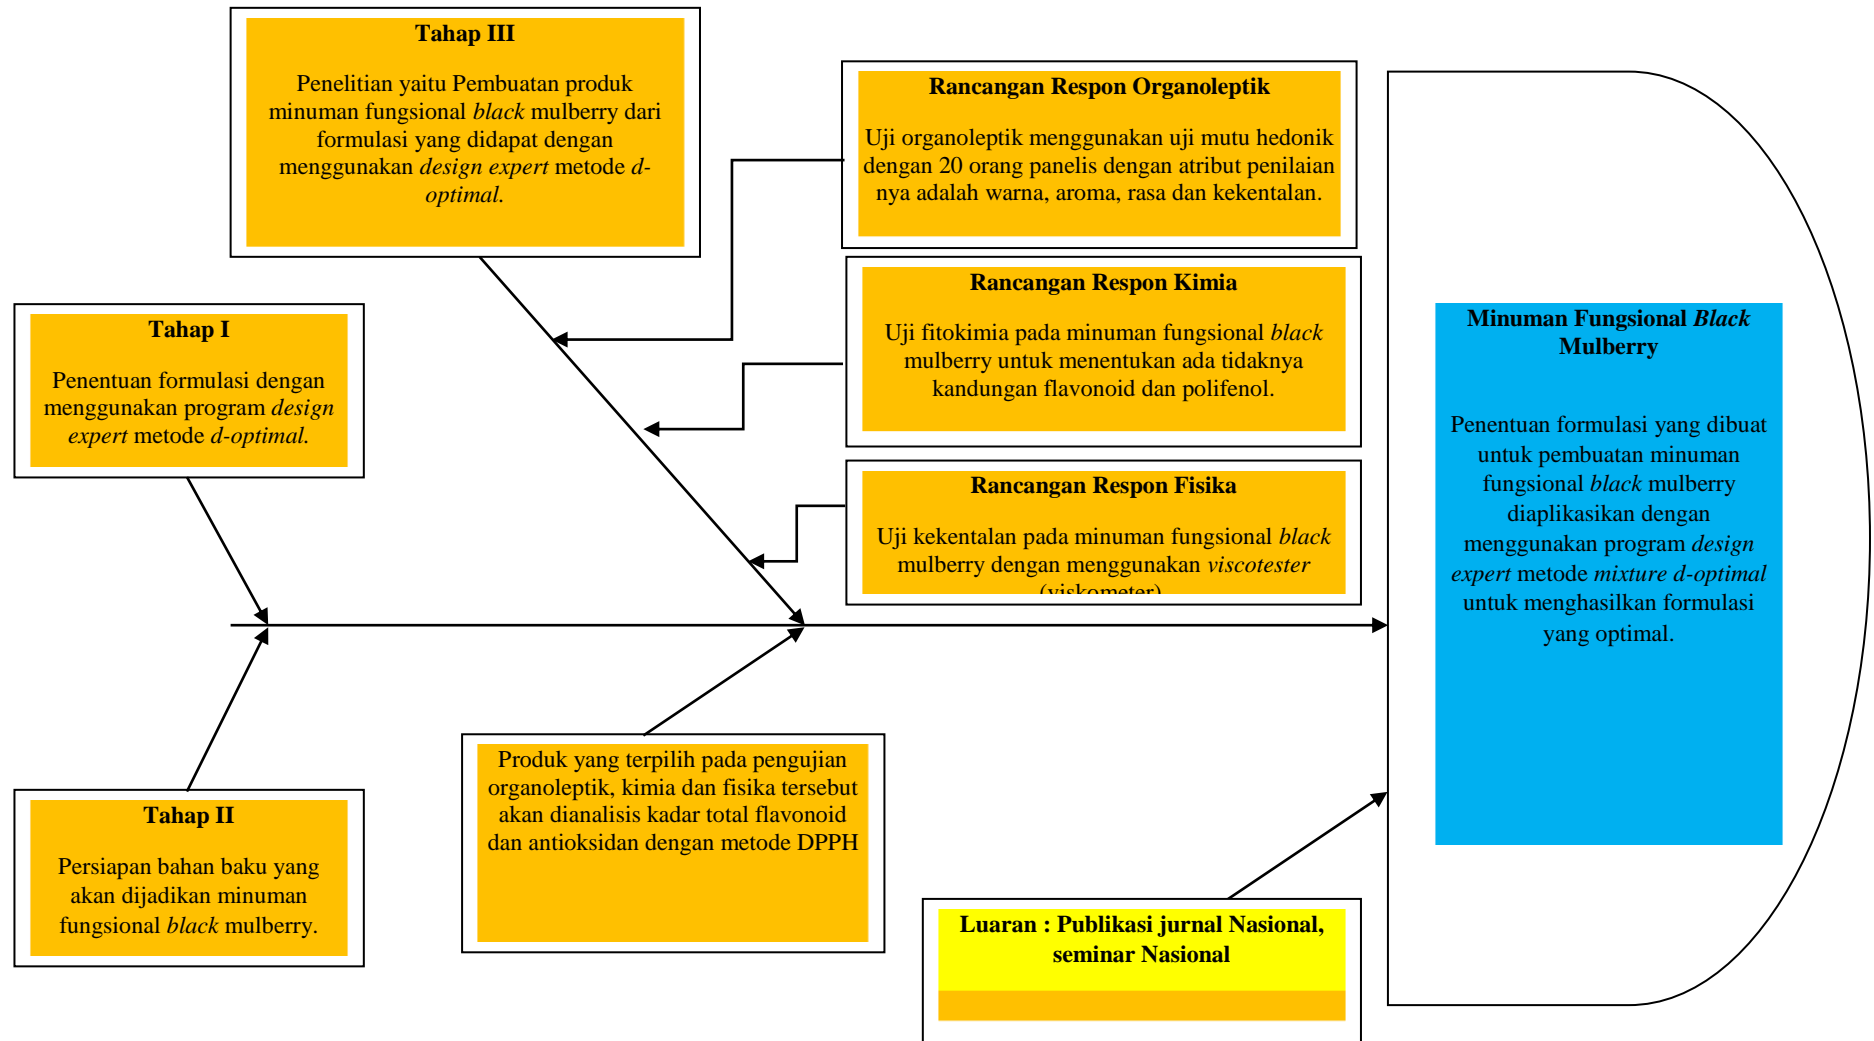 Tahap III
Penelitian yaitu Pembuatan produk
minuman fungsional black mulberry dari
formulasi yang didapat dengan
menggunakan design expert metode d-
optimal.
Rancangan Respon Organoleptik
Uji organoleptik menggunakan uji mutu hedonik
dengan 20 orang panelis dengan atribut penilaian
nya adalah warna, aroma, rasa dan kekentalan.
Rancangan Respon Kimia
Uji fitokimia pada minuman fungsional black
mulberry untuk menentukan ada tidaknya
kandungan flavonoid dan polifenol.
Tahap I
Penentuan formulasi dengan
menggunakan program design
expert metode d-optimal.
Rancangan Respon Fisika
Uji kekentalan pada minuman fungsional black
mulberry dengan menggunakan viscotester
(viskometer)
Minuman Fungsional Black
Mulberry
Penentuan formulasi yang dibuat
untuk pembuatan minuman
fungsional black mulberry
diaplikasikan dengan
menggunakan program design
expert metode mixture d-optimal
untuk menghasilkan formulasi
yang optimal.
Tahap II
Persiapan bahan baku yang
akan dijadikan minuman
fungsional black mulberry.
Produk yang terpilih pada pengujian
organoleptik, kimia dan fisika tersebut
akan dianalisis kadar total flavonoid
dan antioksidan dengan metode DPPH
Luaran : Publikasi jurnal Nasional,
seminar Nasional